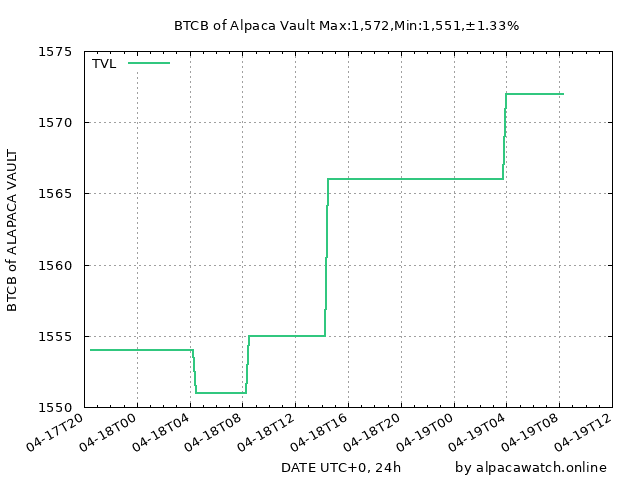 BTCB of Alpaca Vault Max:1,572,Min:1,551,±1.33%
TVL
1575
1570
1565
1560
1555
1550
BTCB of ALAPACA VAULT
04-17T20
04-18T00
04-18T04
04-18T08
04-18T12
04-18T16
04-18T20
04-19T00
04-19T04
04-19T08
04-19T12
DATE UTC+0, 24h
by alpacawatch.online